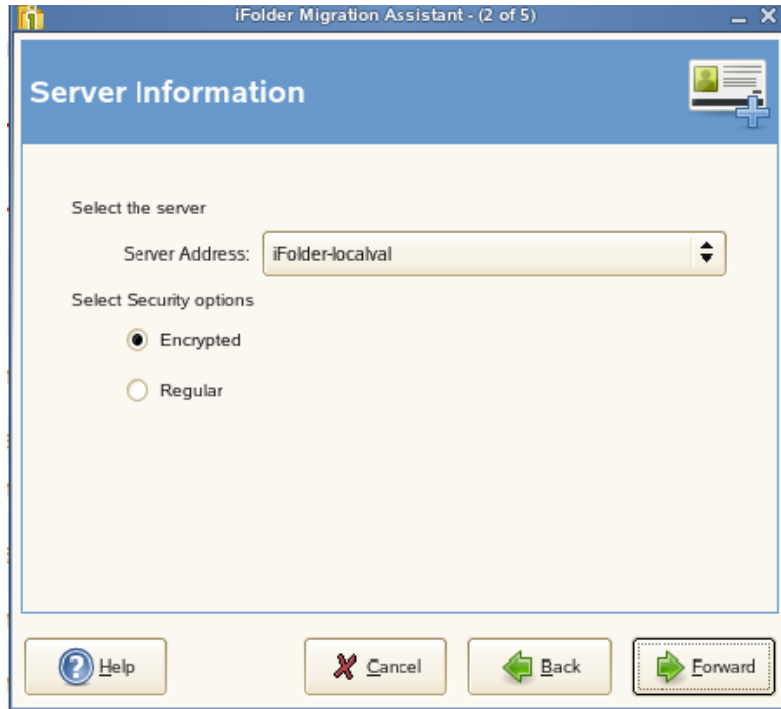 iFolder Migration Assistant - (2 of 5)
Server Information
Select the server
Server Address: iFolder-localval
Select Security options
Encrypted
Regular
Help Cancel Back Forward